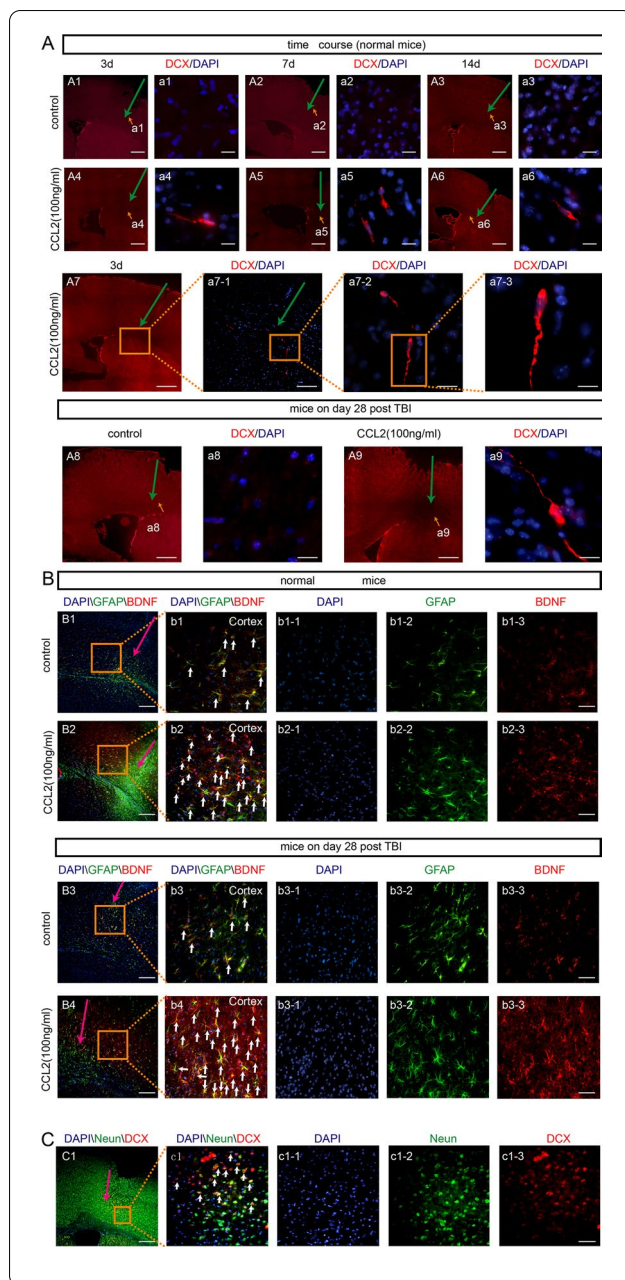 A
time course (normal mice)
3d DCX/DAPI 7d DCX/DAPI 14d DCX/DAPI
control
A1 a1 a1 A2 a2 a2 A3 a3 a3
CCL2(100ng/ml)
A4 a4 a4 A5 a5 a5 A6 a6 a6
3d DCX/DAPI DCX/DAPI DCX/DAPI
CCL2(100ng/ml)
A7 a7-1 a7-2 a7-3
mice on day 28 post TBI
control DCX/DAPI CCL2(100ng/ml) DCX/DAPI
A8 a8 a8 A9 a9 a9
B
normal mice
DAPI\GFAP\BDNF DAPI\GFAP\BDNF DAPI GFAP BDNF
control
B1 b1 Cortex b1-1 b1-2 b1-3
CCL2(100ng/ml)
B2 b2 Cortex b2-1 b2-2 b2-3
mice on day 28 post TBI
DAPI\GFAP\BDNF DAPI\GFAP\BDNF DAPI GFAP BDNF
control
B3 b3 Cortex b3-1 b3-2 b3-3
CCL2(100ng/ml)
B4 b4 Cortex b3-1 b3-2 b3-3
C
DAPI\Neun\DCX DAPI\Neun\DCX DAPI Neun DCX
C1 c1 c1-1 c1-2 c1-3